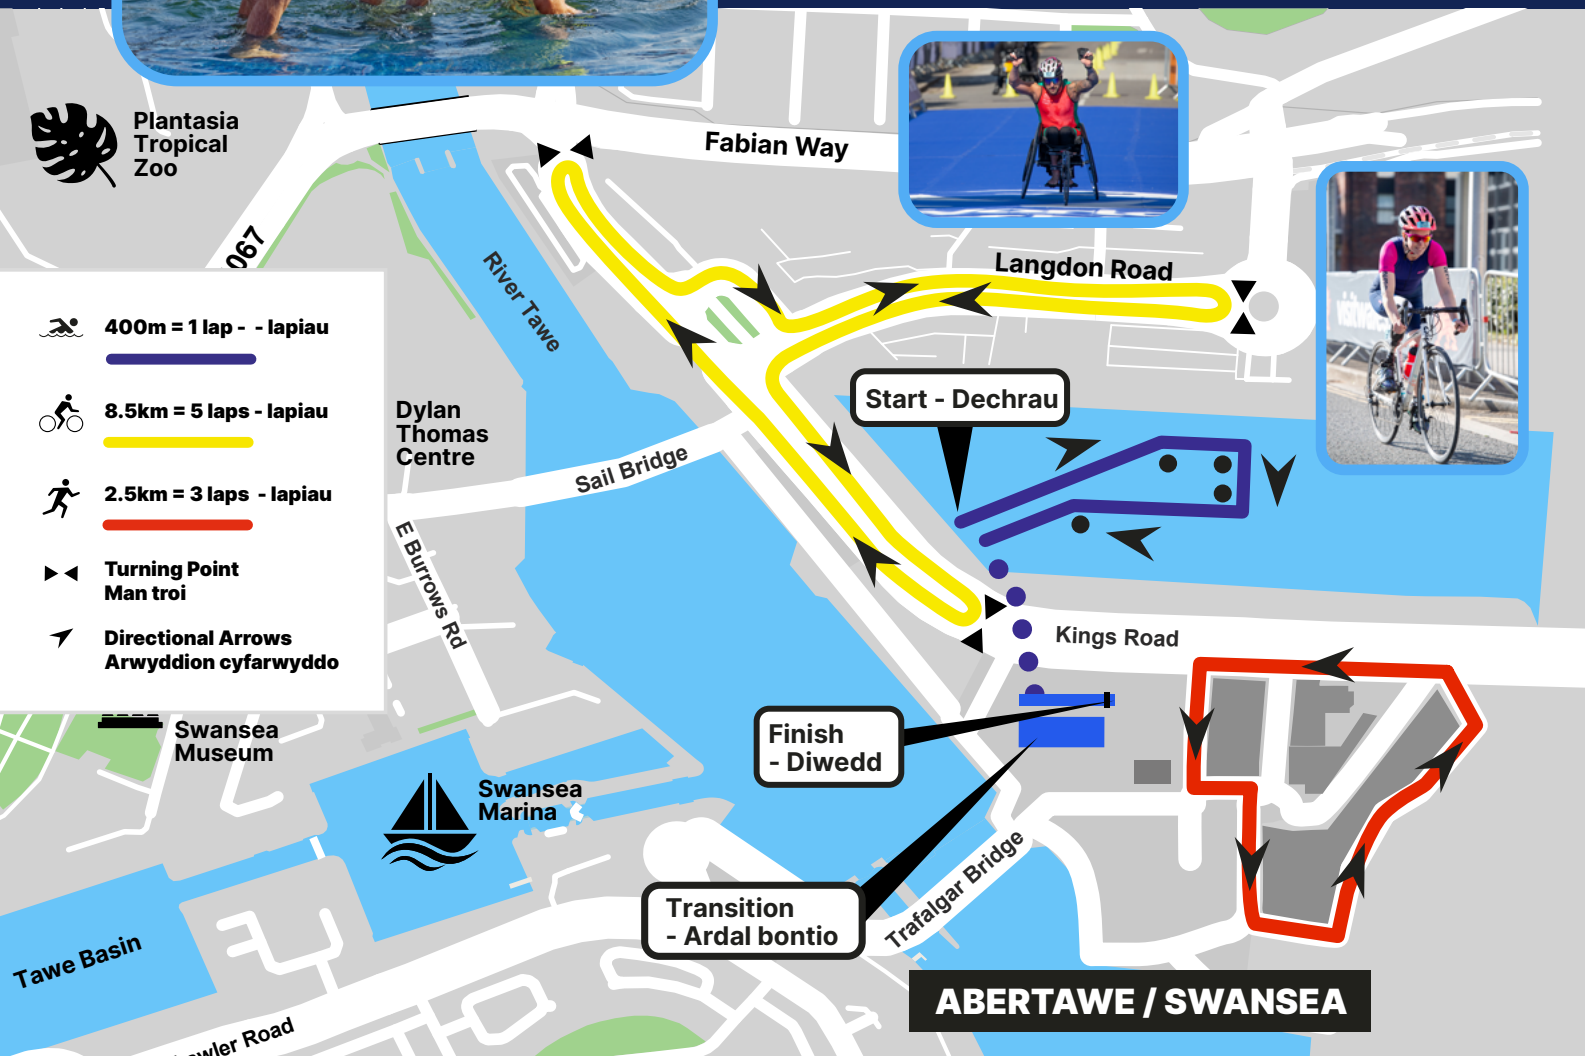 Plantasia
Tropical
Zoo
067
Fabian Way
River Tawe
Langdon Road
400m = 1 lap - - lapiau
8.5km = 5 laps - lapiau
2.5km = 3 laps - lapiau
Turning Point
Man troi
Directional Arrows
Arwyddion cyfarwyddo
Dylan
Thomas
Centre
Start - Dechrau
Sail Bridge
E Burrows Rd
Kings Road
Swansea
Museum
Finish
- Diwedd
Swansea
Marina
Trafalgar Bridge
Transition
- Ardal bontio
Tawe Basin
ABERTAWE / SWANSEA
Road